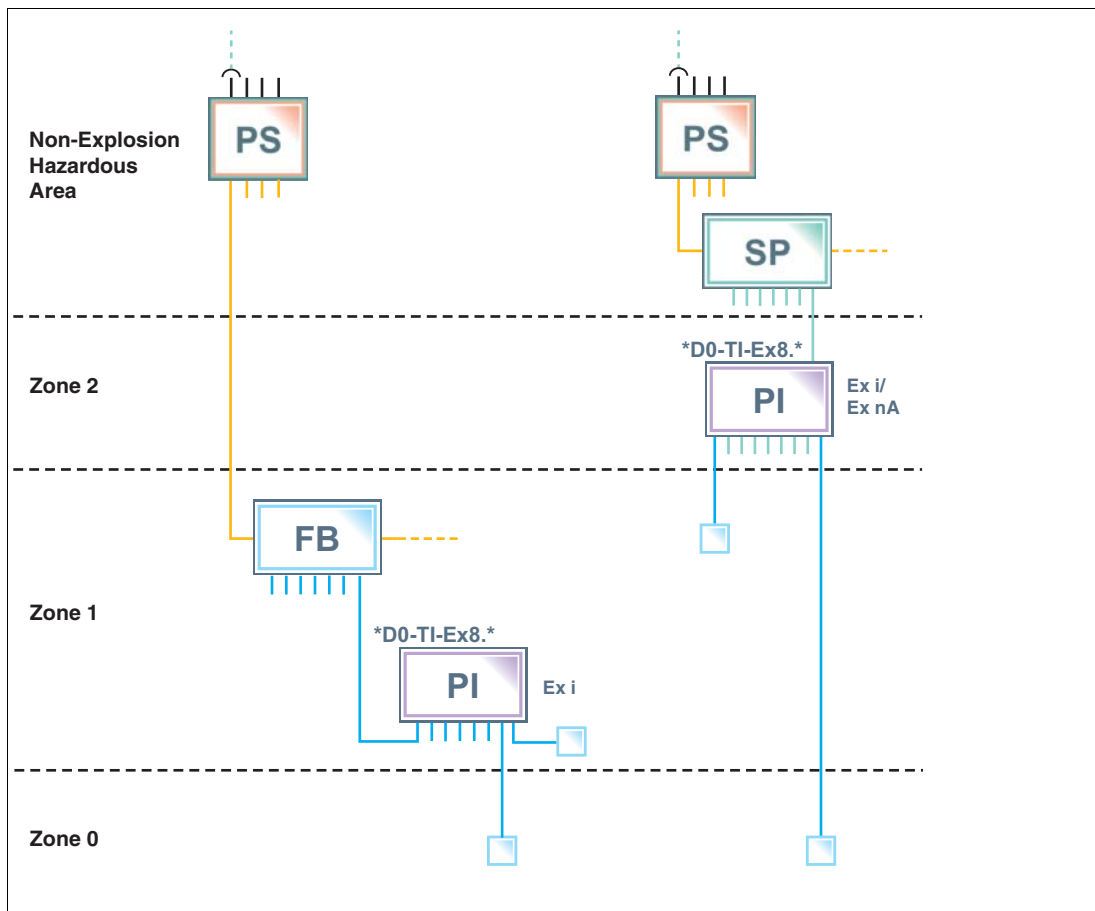 PS
PS
Non-Explosion
Hazardous
Area
SP
*D0-TI-Ex8.*
Zone 2
PI
Ex i/
Ex nA
FB
Zone 1
*D0-TI-Ex8.*
PI
Ex i
Zone 0